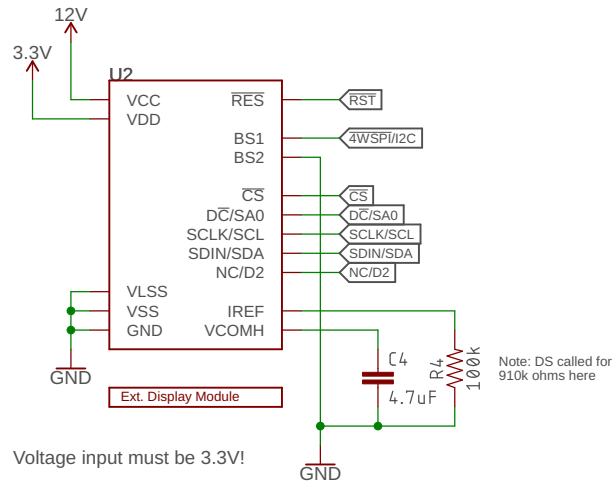 12V
3.3V
U2
VCC
VDD
RES
RST
BS1
4WSPI/I2C
BS2
CS
CS
DC/SA0
DC/SA0
SCLK/SCL
SCLK/SCL
SDIN/SDA
SDIN/SDA
NC/D2
NC/D2
VLSS
VSS
GND
IREF
VCOMH
GND
C4
4.7uF
R4
100k
Note: DS called for
910k ohms here
Ext. Display Module
Voltage input must be 3.3V!
GND